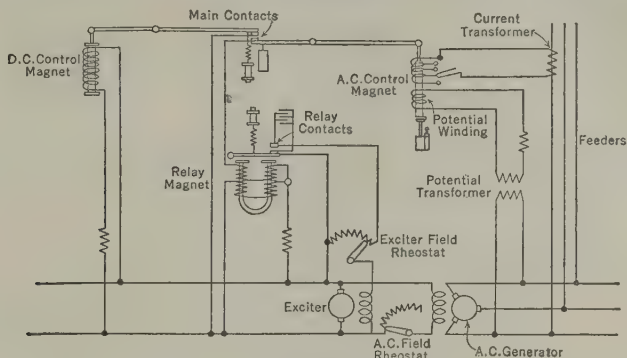 Main Contacts
Current
Transformer
D.C. Control
Magnet
A.C. Control
Magnet
Potential
Winding
Relay
Contacts
Feeders
Relay
Magnet
Potential
Transformer
Exciter Field
Rheostat
Exciter
A.C. Field
Rheostat
A.C. Generator